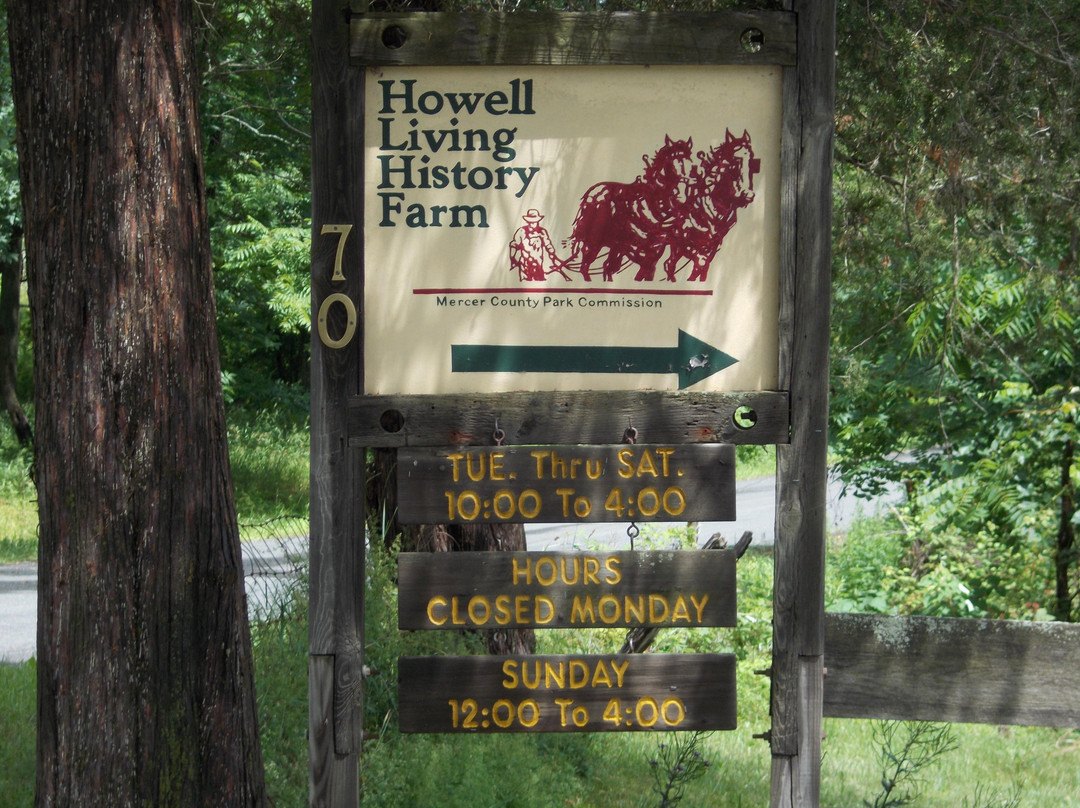 Howell
Living
History
Farm
70
Mercer County Park Commission
TUE. Thru SAT.
10:00 To 4:00
HOURS
CLOSED MONDAY
SUNDAY
12:00 To 4:00